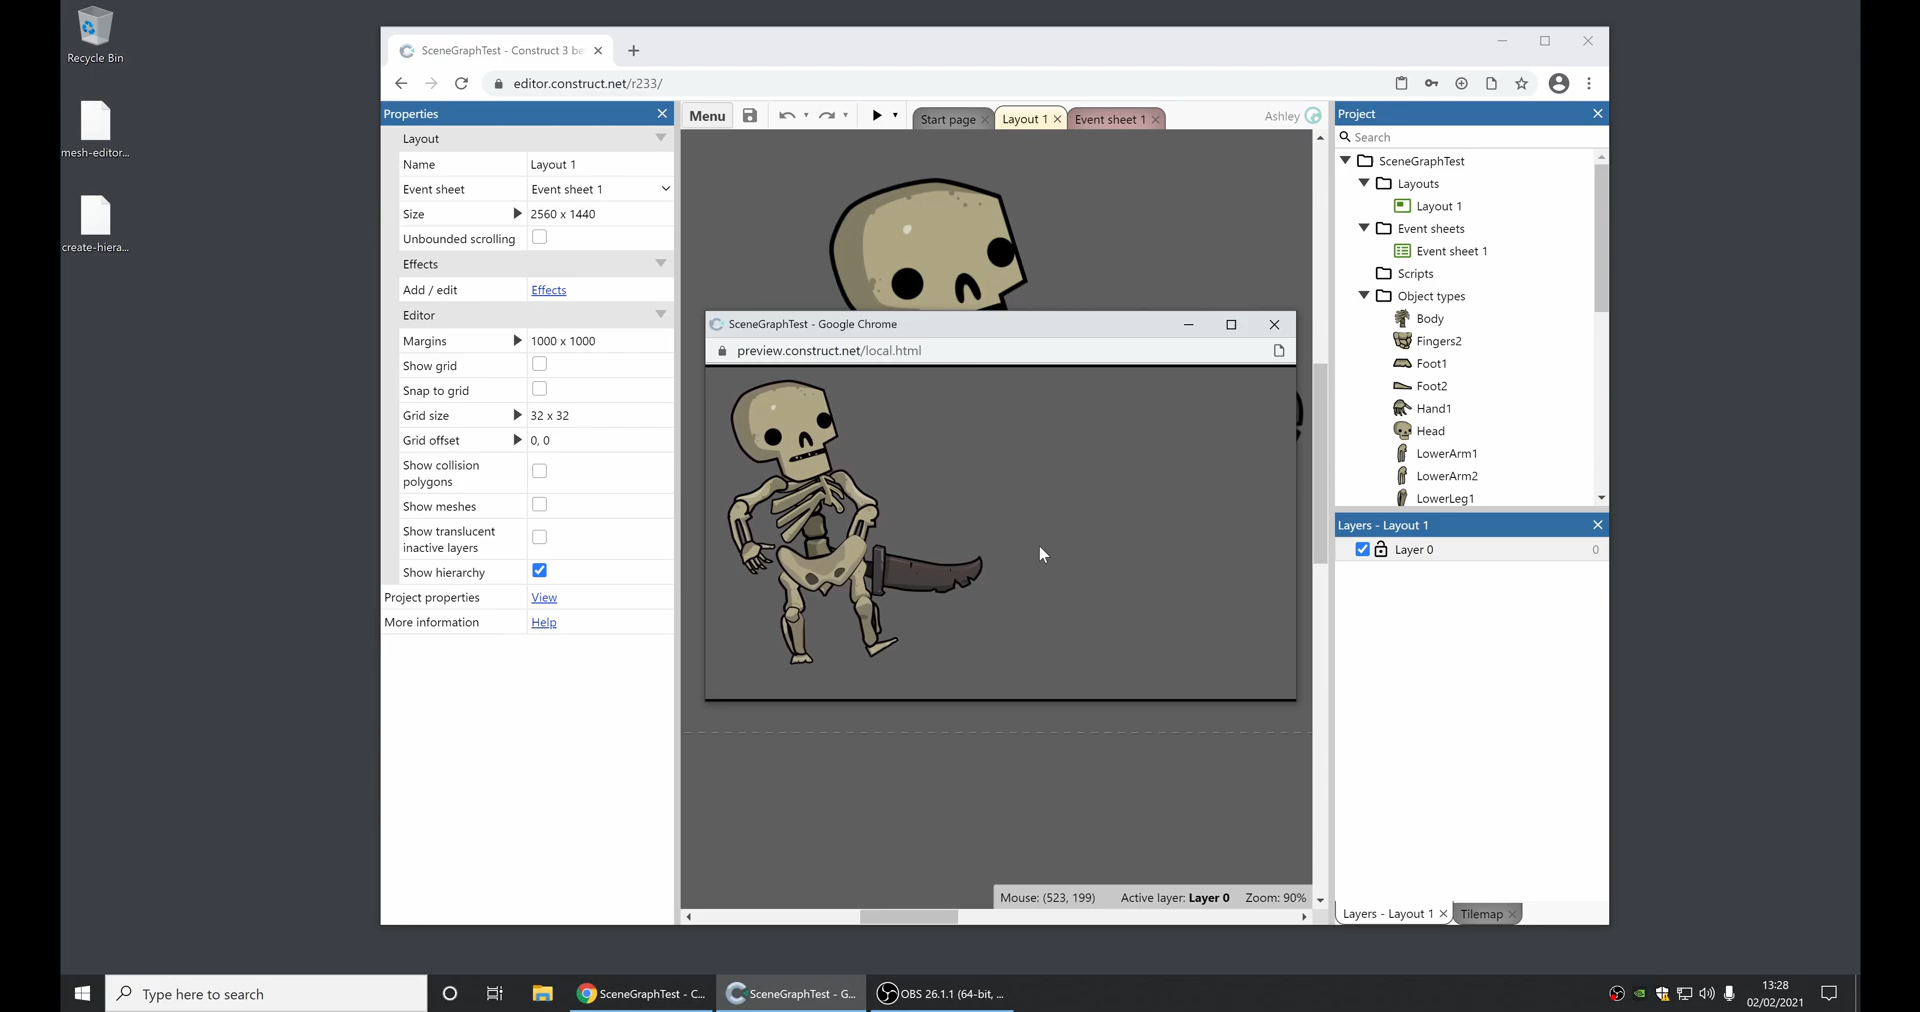 Recycle Bin
mesh-editor...
create-hiera...
SceneGraphTest - Construct 3 be
editor.construct.net/r233/
Properties
Layout
Name Layout 1
Event sheet Event sheet 1
Size 2560 x 1440
Unbounded scrolling
Effects
Add / edit Effects
Editor
Margins 1000 x 1000
Show grid
Snap to grid
Grid size 32 x 32
Grid offset 0, 0
Show collision
polygons
Show meshes
Show translucent
inactive layers
Show hierarchy
Project properties View
More information Help
Menu
Start page
Layout 1
Event sheet 1
Ashley
SceneGraphTest - Google Chrome
preview.construct.net/local.html
Mouse: (523, 199) Active layer: Layer 0 Zoom: 90%
Project
Search
SceneGraphTest
Layouts
Layout 1
Event sheets
Event sheet 1
Scripts
Object types
Body
Fingers2
Foot1
Foot2
Hand1
Head
LowerArm1
LowerArm2
LowerLeg1
Layers - Layout 1
Layer 0 0
Layers - Layout 1
Tilemap
Type here to search
SceneGraphTest - C...
SceneGraphTest - G...
OBS 26.1.1 (64-bit, ...
13:28
02/02/2021